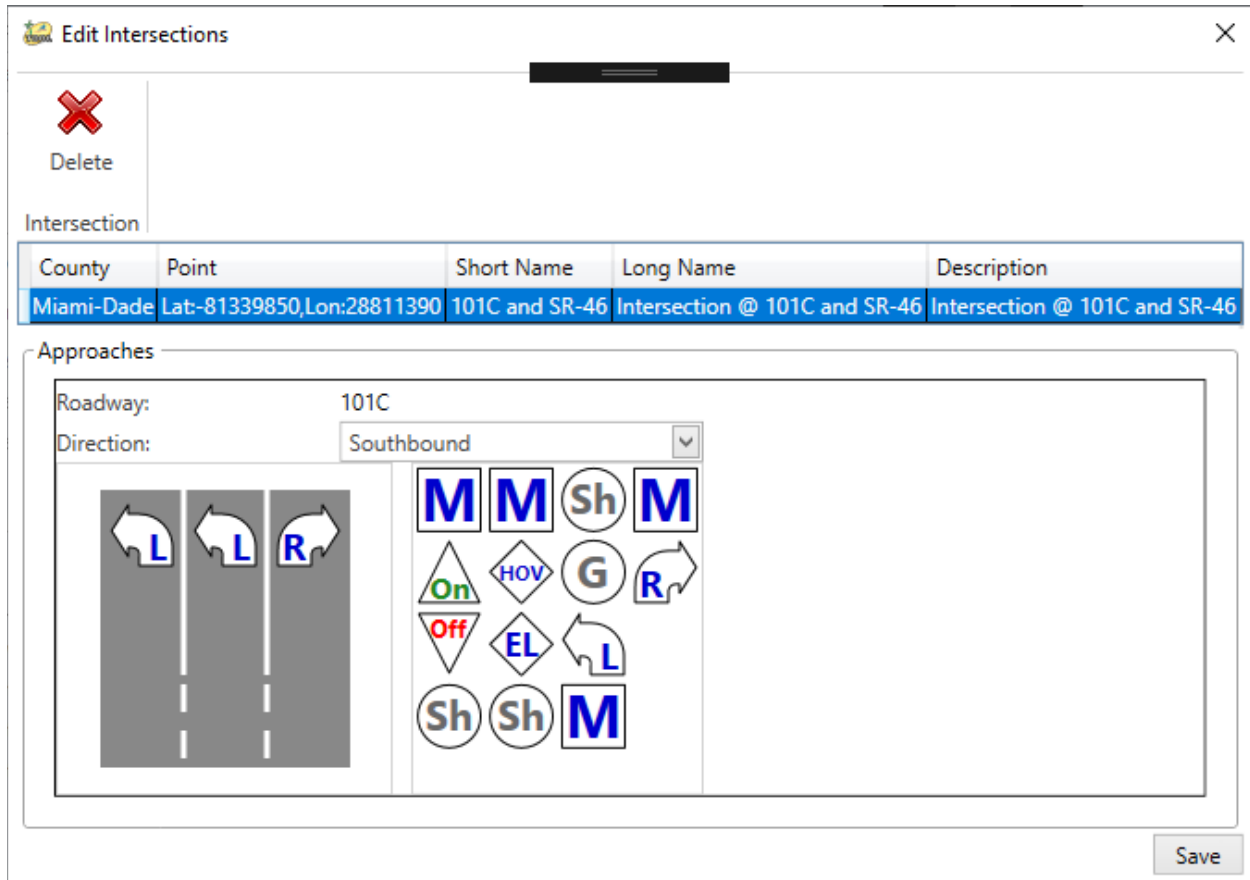 Edit Intersections
Delete
Intersection
County Point Short Name Long Name Description
Miami-Dade Lat:-81339850,Lon:28811390 101C and SR-46 Intersection @ 101C and SR-46 Intersection @ 101C and SR-46
Approaches
Roadway: 101C
Direction: Southbound
L L R
M M Sh M
On HOV G R
Off EL L
Sh Sh M
Save